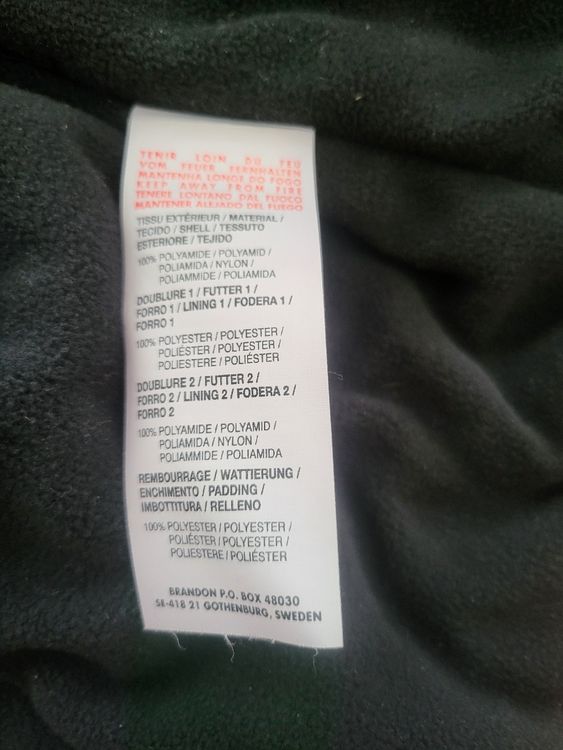 TENIR LOIN DU FEU
VOM FEUER FERNHALTEN
MANTENHA LONGE DO FOGO
KEEP AWAY FROM FIRE
TENERE LONTANO DAL FUOCO
MANTENER ALEJADO DEL FUEGO
TISSU EXTÉRIEUR / MATERIAL /
TECIDO / SHELL / TESSUTO
ESTERIORE / TEJIDO
100% POLYAMIDE / POLYAMID /
POLIAMIDA / NYLON /
POLIAMMIDE / POLIAMIDA
DOUBLURE 1 / FUTTER 1 /
FORRO 1 / LINING 1 / FODERA 1 /
FORRO 1
100% POLYESTER / POLYESTER /
POLIÉSTER / POLYESTER /
POLIESTERE / POLIÉSTER
DOUBLURE 2 / FUTTER 2 /
FORRO 2 / LINING 2 / FODERA 2 /
FORRO 2
100% POLYAMIDE / POLYAMID /
POLIAMIDA / NYLON /
POLIAMMIDE / POLIAMIDA
REMBOURRAGE / WATTIERUNG /
ENCHIMENTO / PADDING /
IMBOTTITURA / RELLENO
100% POLYESTER / POLYESTER /
POLIÉSTER / POLYESTER /
POLIESTERE / POLIÉSTER
BRANDON P.O. BOX 48030
SE-418 21 GOTHENBURG, SWEDEN